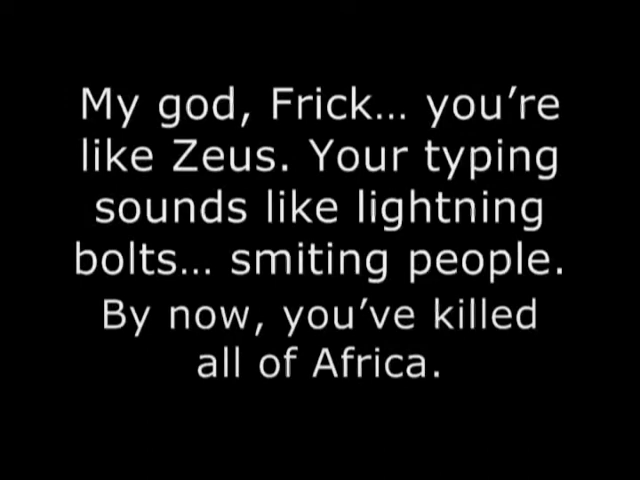 My god, Frick… you’re
like Zeus. Your typing
sounds like lightning
bolts… smiting people.
By now, you’ve killed
all of Africa.